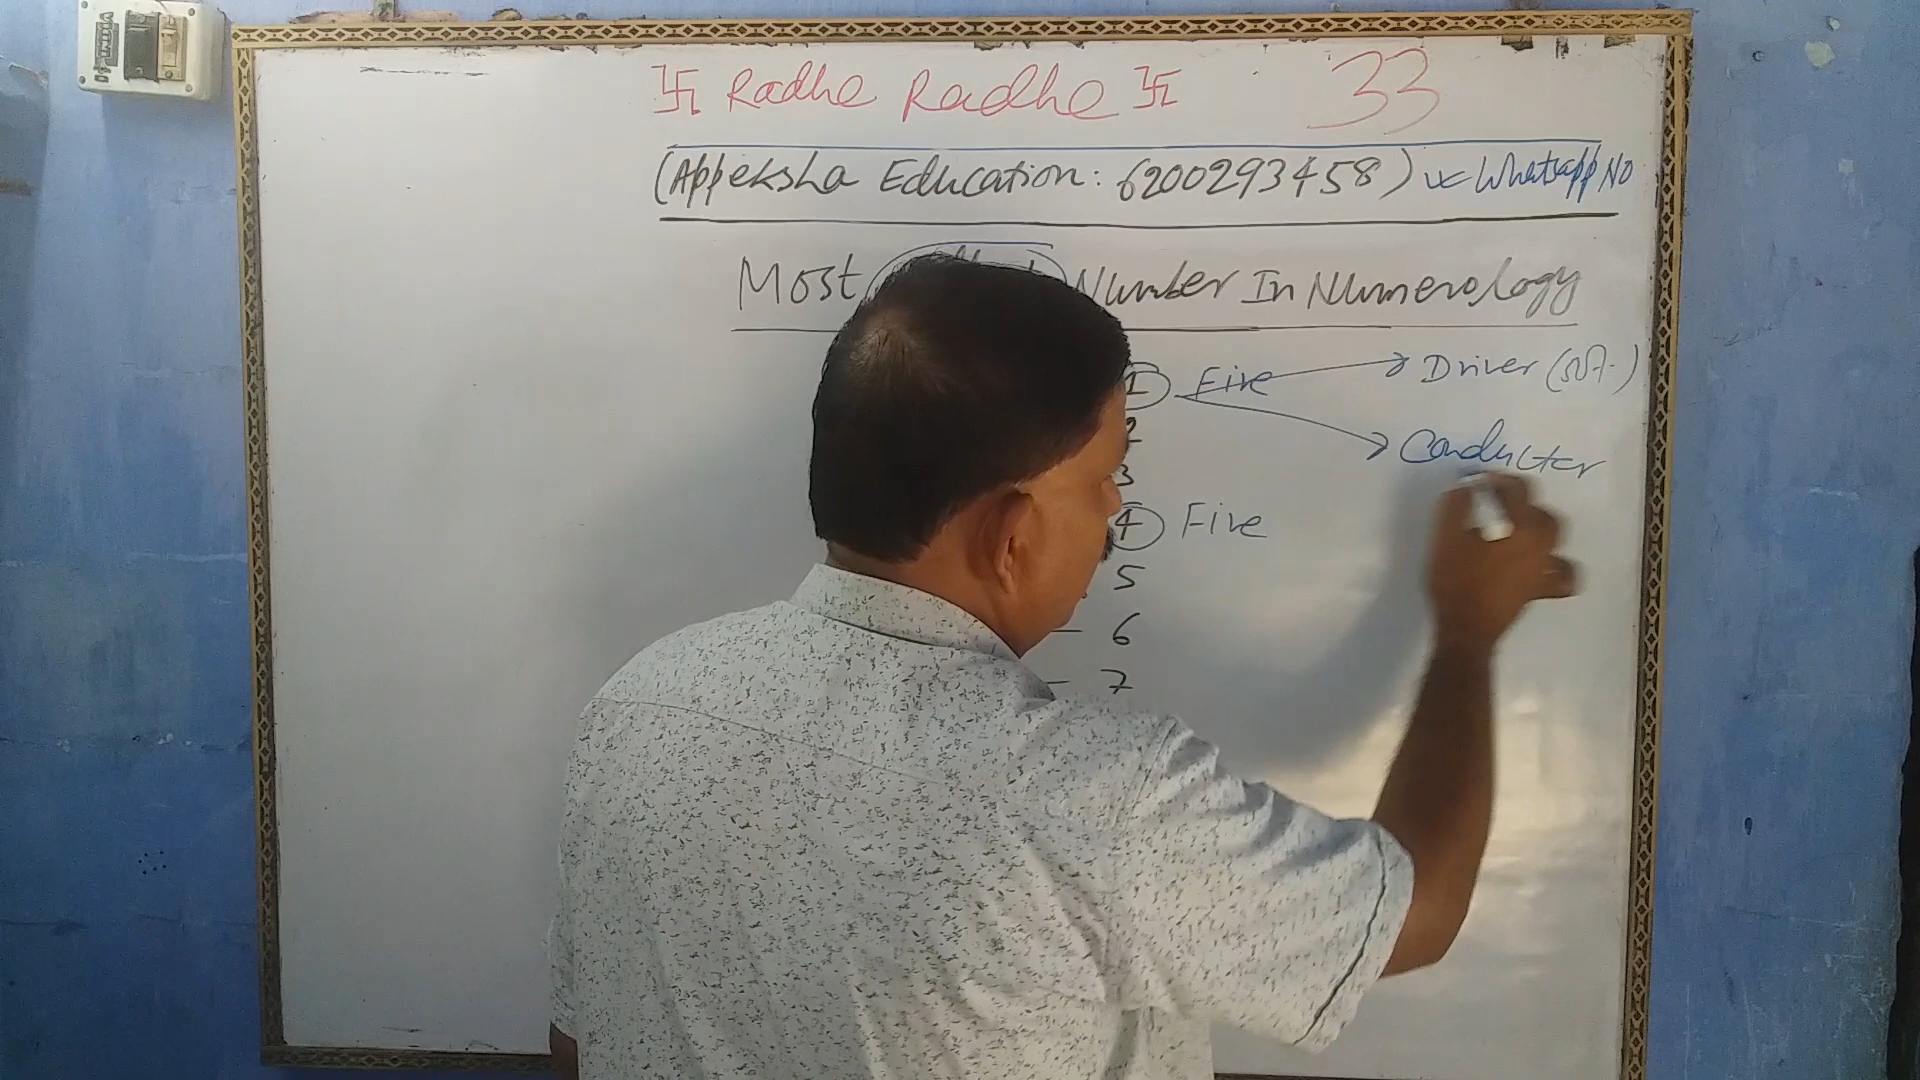 卐 Radhe Radhe 卐 33
(Appeksha Education: 6200293458) Whatsapp NO
Most Number In Numerology
1 Fire Driver
2
Conductor
3
4 Fire
5
- 6
- 7